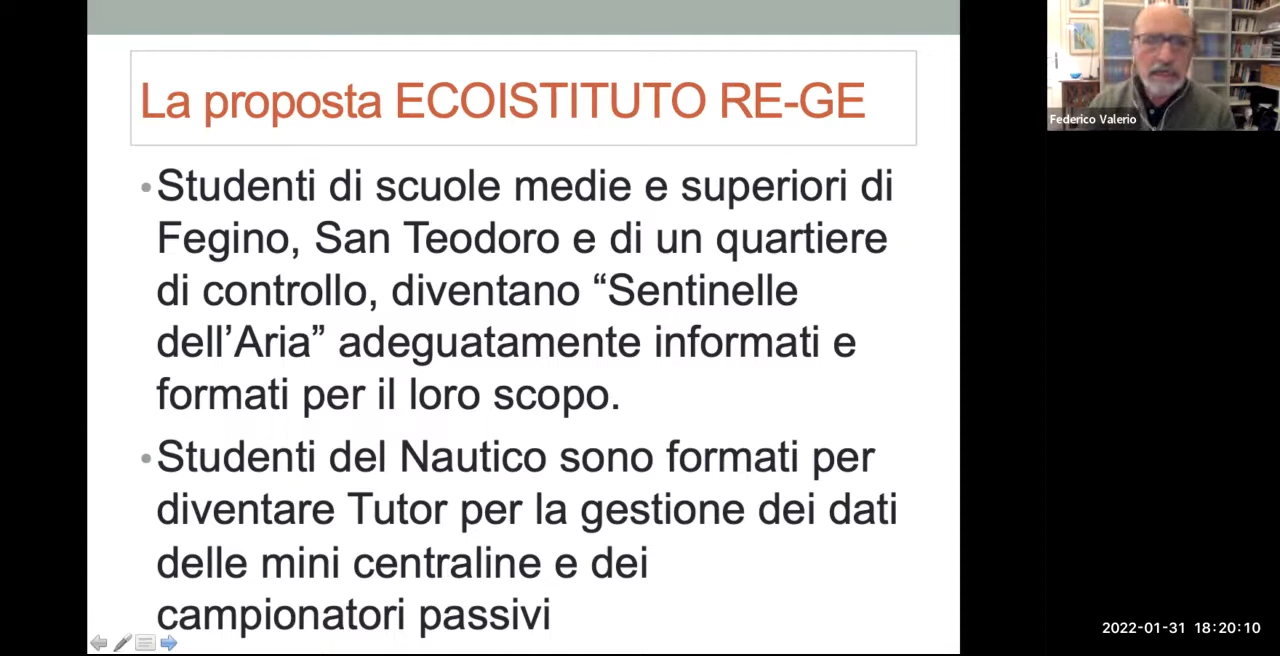 La proposta ECOISTITUTO RE-GE
•Studenti di scuole medie e superiori di
Fegino, San Teodoro e di un quartiere
di controllo, diventano “Sentinelle
dell’Aria” adeguatamente informati e
formati per il loro scopo.
•Studenti del Nautico sono formati per
diventare Tutor per la gestione dei dati
delle mini centraline e dei
campionatori passivi
Federico Valerio
2022-01-31 18:20:10